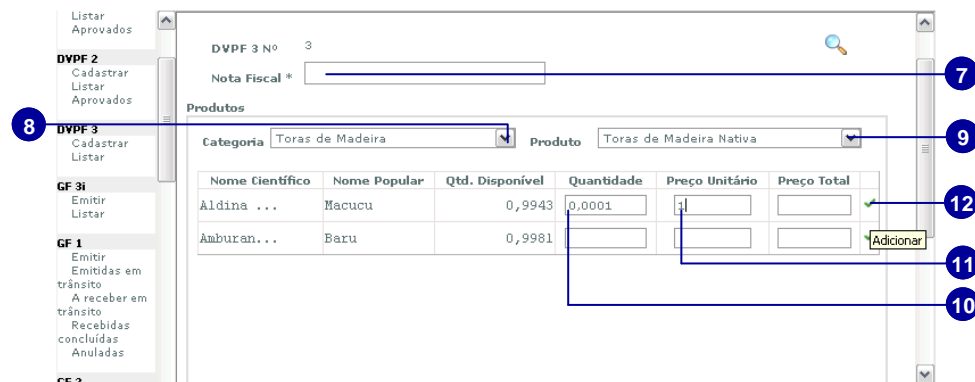 Listar
Aprovados
DVPF 2
Cadastrar
Listar
Aprovados
DVPF 3
Cadastrar
Listar
GF 3i
Emitir
Listar
GF 1
Emitir
Emitidas em
trânsito
A receber em
trânsito
Recebidas
concluídas
Anuladas
GF 2
DVPF 3 Nº 3
Nota Fiscal *
7
Produtos
8
Categoria Toras de Madeira Produto Toras de Madeira Nativa
9
Nome Científico Nome Popular Qtd. Disponível Quantidade Preço Unitário Preço Total
Aldina ... Macucu 0,9943 0,0001 1
12
Amburan... Baru 0,9981
Adicionar
11
10